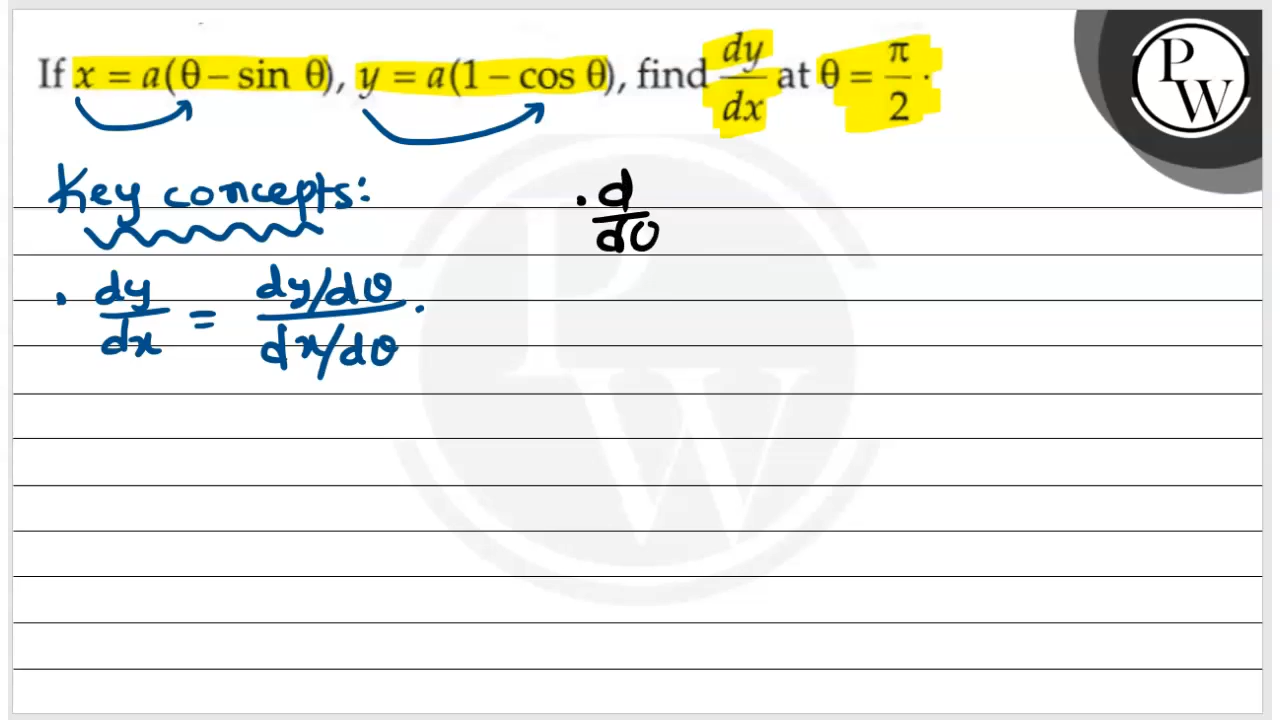 If x = a(θ – sin θ), y = a(1 – cos θ), find dy/dx at θ = π/2.
PW
Key concepts:
. d/dθ
. dy/dx = (dy/dθ)/(dx/dθ).
PW